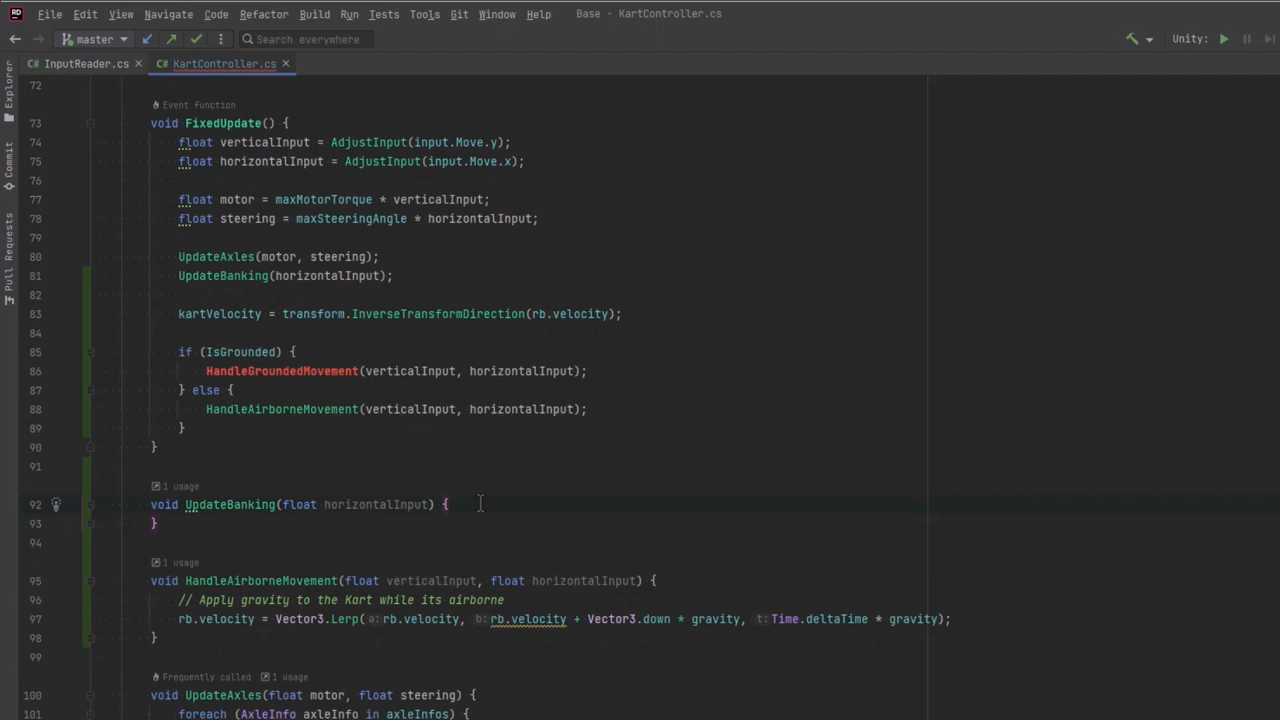 File Edit View Navigate Code Refactor Build Run Tests Tools Git Window Help Base - KartController.cs
master Search everywhere Unity:
C# InputReader.cs C# KartController.cs
Explorer
Commit
Pull Requests
72
Event function
73 void FixedUpdate() {
74 float verticalInput = AdjustInput(input.Move.y);
75 float horizontalInput = AdjustInput(input.Move.x);
76
77 float motor = maxMotorTorque * verticalInput;
78 float steering = maxSteeringAngle * horizontalInput;
79
80 UpdateAxles(motor, steering);
81 UpdateBanking(horizontalInput);
82
83 kartVelocity = transform.InverseTransformDirection(rb.velocity);
84
85 if (IsGrounded) {
86 HandleGroundedMovement(verticalInput, horizontalInput);
87 } else {
88 HandleAirborneMovement(verticalInput, horizontalInput);
89 }
90 }
91
1 usage
92 void UpdateBanking(float horizontalInput) {
93 }
94
1 usage
95 void HandleAirborneMovement(float verticalInput, float horizontalInput) {
96 // Apply gravity to the Kart while its airborne
97 rb.velocity = Vector3.Lerp(a:rb.velocity, b:rb.velocity + Vector3.down * gravity, t:Time.deltaTime * gravity);
98 }
99
Frequently called 1 usage
100 void UpdateAxles(float motor, float steering) {
101 foreach (AxleInfo axleInfo in axleInfos) {